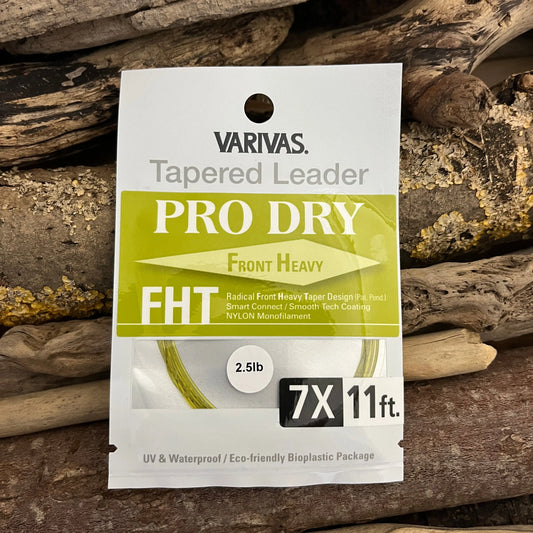 VARIVAS.
Tapered Leader
PRO DRY
FRONT HEAVY
FHT
Radical Front Heavy Taper Design (Pat. Pend.)
Smart Connect / Smooth Tech Coating
NYLON Monofilament
2.5lb
7X 11ft.
UV & Waterproof / Eco-friendly Bioplastic Package